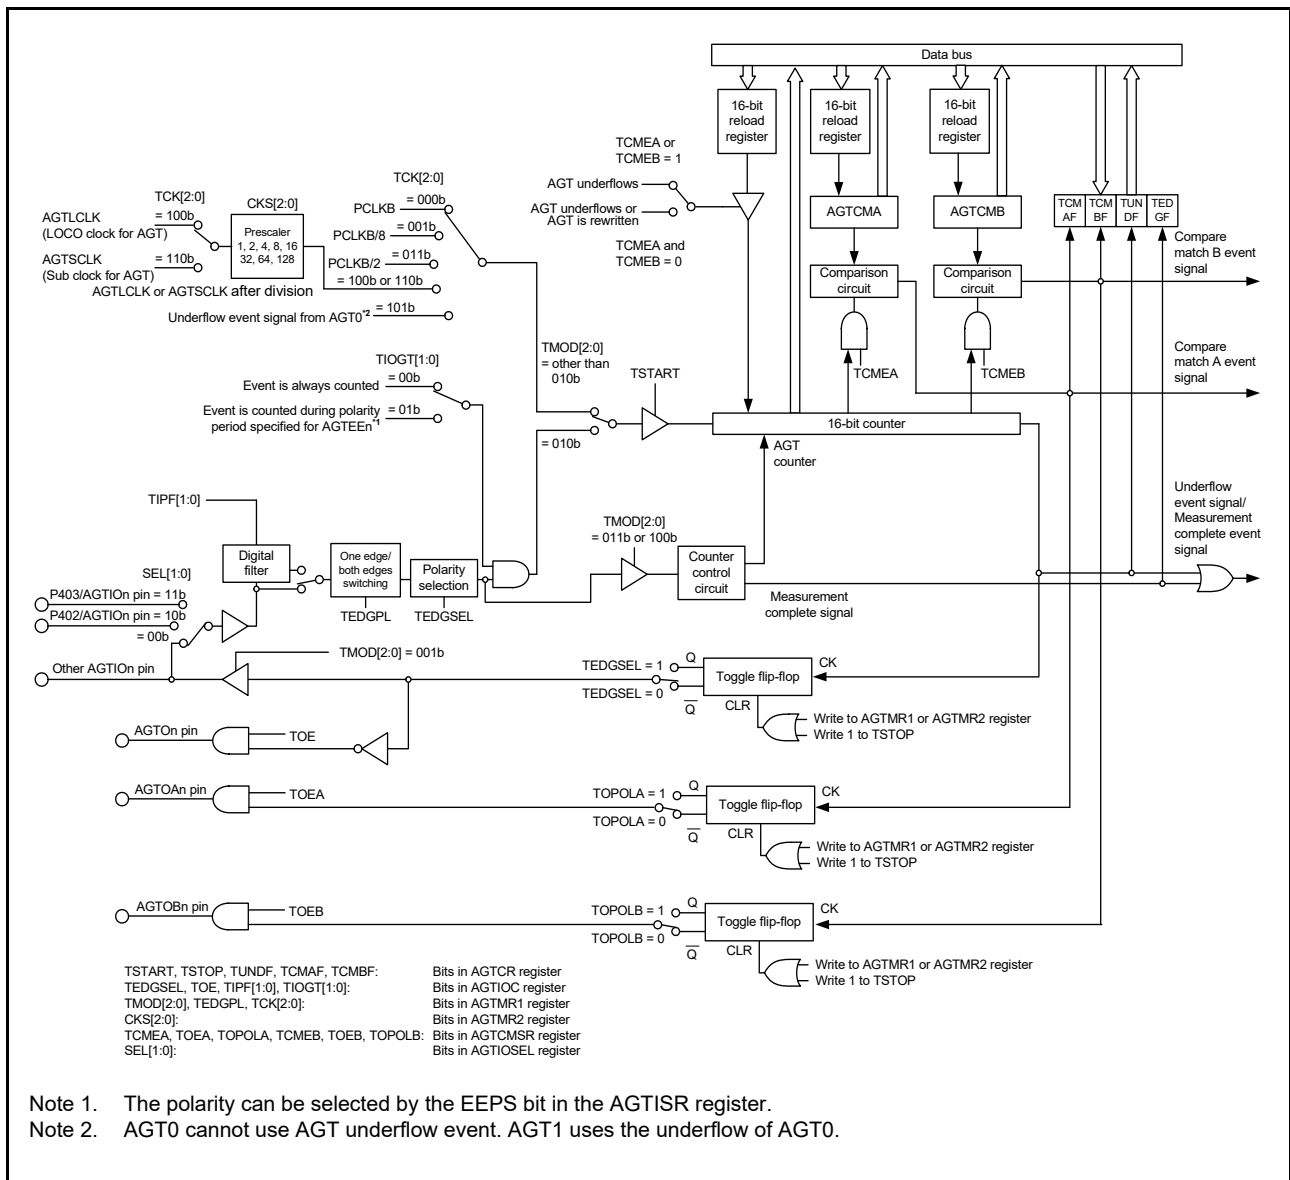 Data bus
16-bit
reload
register
16-bit
reload
register
16-bit
reload
register
TCMEA or
TCMEB = 1
AGT underflows
AGT underflows or
AGT is rewritten
TCMEA and
TCMEB = 0
TCK[2:0]
PCLKB = 000b
PCLKB/8 = 001b
PCLKB/2 = 011b
= 100b or 110b
AGTLCLK or AGTSCLK after division
Underflow event signal from AGT0*2 = 101b
TCK[2:0]
AGTLCLK = 100b
(LOCO clock for AGT)
AGTSCLK = 110b
(Sub clock for AGT)
CKS[2:0]
Prescaler
1, 2, 4, 8, 16
32, 64, 128
AGTCMA
AGTCMB
TCM
AF
TCM
BF
TUN
DF
TED
GF
Comparison
circuit
Comparison
circuit
Compare
match B event
signal
TCMEA
TCMEB
Compare
match A event
signal
TIOGT[1:0]
Event is always counted = 00b
Event is counted during polarity = 01b
period specified for AGTEEn*1
TMOD[2:0]
= other than
010b
= 010b
TSTART
16-bit counter
AGT
counter
TIPF[1:0]
Digital
filter
SEL[1:0]
One edge/
both edges
switching
Polarity
selection
TEDGPL
TEDGSEL
TMOD[2:0]
= 011b or 100b
Counter
control
circuit
Measurement
complete signal
Underflow
event signal/
Measurement
complete event
signal
P403/AGTIOn pin = 11b
P402/AGTIOn pin = 10b
= 00b
Other AGTIOn pin
TMOD[2:0] = 001b
TEDGSEL = 1
TEDGSEL = 0
Q
Q
Toggle flip-flop
CK
CLR
Write to AGTMR1 or AGTMR2 register
Write 1 to TSTOP
AGTOn pin
TOE
AGTOAn pin
TOEA
TOPOLA = 1
TOPOLA = 0
Q
Q
Toggle flip-flop
CK
CLR
Write to AGTMR1 or AGTMR2 register
Write 1 to TSTOP
AGTOBn pin
TOEB
TOPOLB = 1
TOPOLB = 0
Q
Q
Toggle flip-flop
CK
CLR
Write to AGTMR1 or AGTMR2 register
Write 1 to TSTOP
TSTART, TSTOP, TUNDF, TCMAF, TCMBF: Bits in AGTCR register
TEDGSEL, TOE, TIPF[1:0], TIOGT[1:0]: Bits in AGTIOC register
TMOD[2:0], TEDGPL, TCK[2:0]: Bits in AGTMR1 register
CKS[2:0]: Bits in AGTMR2 register
TCMEA, TOEA, TOPOLA, TCMEB, TOEB, TOPOLB: Bits in AGTCMSR register
SEL[1:0]: Bits in AGTIOSEL register
Note 1. The polarity can be selected by the EEPS bit in the AGTISR register.
Note 2. AGT0 cannot use AGT underflow event. AGT1 uses the underflow of AGT0.